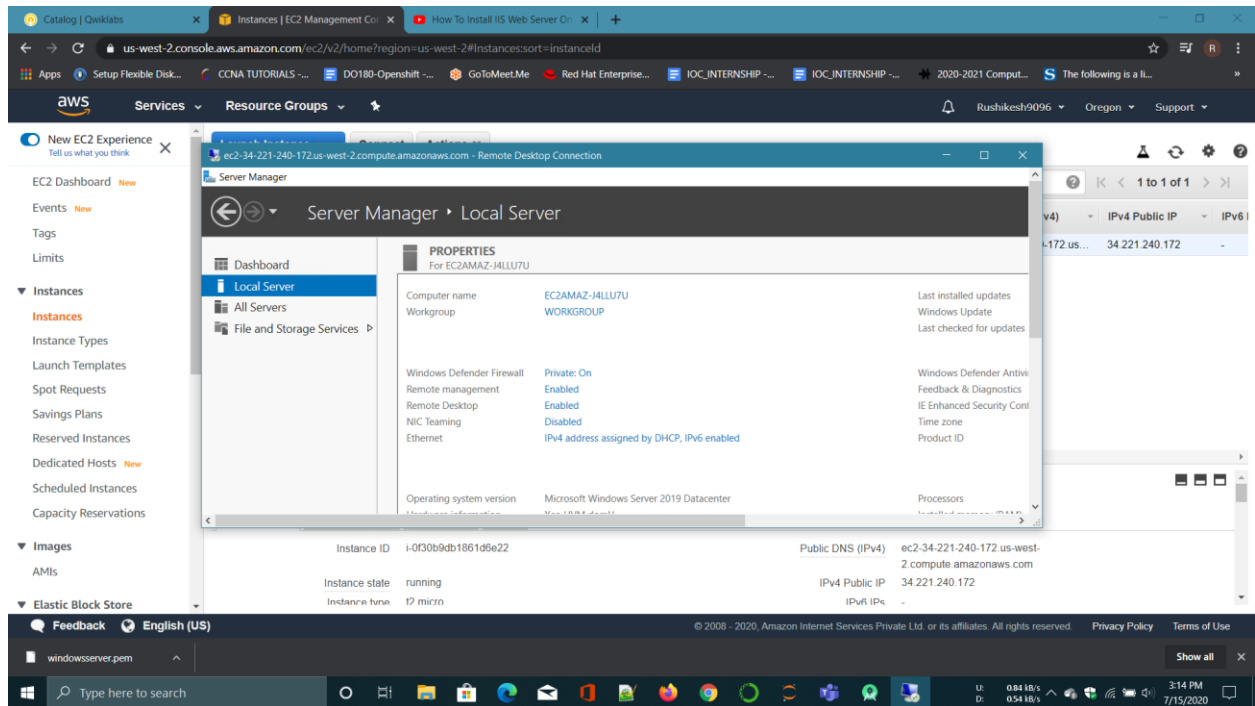 Catalog | Qwiklabs
Instances | EC2 Management Co
How To Install IIS Web Server On
us-west-2.console.aws.amazon.com/ec2/v2/home?region=us-west-2#Instances:sort=instanceId
R
Apps Setup Flexible Disk... CCNA TUTORIALS -... DO180-Openshift -... GoToMeet.Me Red Hat Enterprise... IOC_INTERNSHIP -... IOC_INTERNSHIP -... 2020-2021 Comput... The following is a li... »
aws Services Resource Groups Rushikesh9096 Oregon Support
New EC2 Experience
Tell us what you think
EC2 Dashboard New
Events New
Tags
Limits
Instances
Instances
Instance Types
Launch Templates
Spot Requests
Savings Plans
Reserved Instances
Dedicated Hosts New
Scheduled Instances
Capacity Reservations
Images
AMIs
Elastic Block Store
ec2-34-221-240-172.us-west-2.compute.amazonaws.com - Remote Desktop Connection
Server Manager
Server Manager Local Server
Dashboard
Local Server
All Servers
File and Storage Services
PROPERTIES
For EC2AMAZ-J4LLU7U
Computer name EC2AMAZ-J4LLU7U Last installed updates
Workgroup WORKGROUP Windows Update
Last checked for updates
Windows Defender Firewall Private: On Windows Defender Antivi
Remote management Enabled Feedback & Diagnostics
Remote Desktop Enabled IE Enhanced Security Conf
NIC Teaming Disabled Time zone
Ethernet IPv4 address assigned by DHCP, IPv6 enabled Product ID
Operating system version Microsoft Windows Server 2019 Datacenter Processors
1 to 1 of 1
v4) IPv4 Public IP IPv6
-172.us... 34.221.240.172 -
Instance ID i-0f30b9db1861d6e22 Public DNS (IPv4) ec2-34-221-240-172.us-west-
2.compute.amazonaws.com
Instance state running IPv4 Public IP 34.221.240.172
Instance type t2.micro IPv6 IPs -
Feedback English (US) © 2008 - 2020, Amazon Internet Services Private Ltd. or its affiliates. All rights reserved. Privacy Policy Terms of Use
windowsserver.pem Show all
Type here to search
U: 0.84 kB/s
D: 0.54 kB/s
3:14 PM
7/15/2020